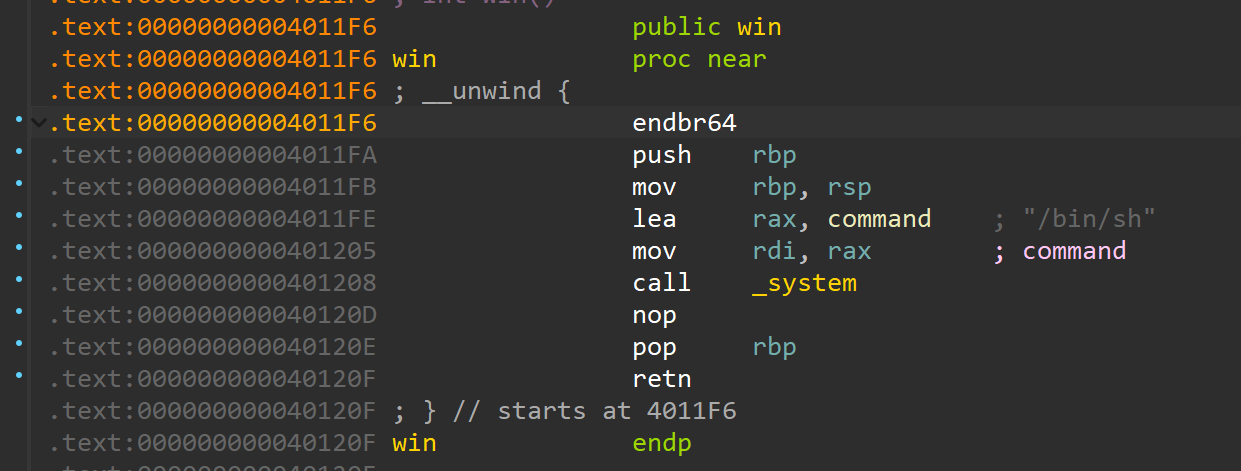 ; int win()
.text:00000000004011F6 public win
.text:00000000004011F6 win proc near
.text:00000000004011F6 ; __unwind {
.text:00000000004011F6 endbr64
.text:00000000004011FA push rbp
.text:00000000004011FB mov rbp, rsp
.text:00000000004011FE lea rax, command ; "/bin/sh"
.text:0000000000401205 mov rdi, rax ; command
.text:0000000000401208 call _system
.text:000000000040120D nop
.text:000000000040120E pop rbp
.text:000000000040120F retn
.text:000000000040120F ; } // starts at 4011F6
.text:000000000040120F win endp